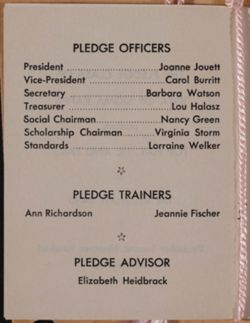 PLEDGE OFFICERS
President ........................ Joanne Jouett
Vice-President .................... Carol Burritt
Secretary .................... Barbara Watson
Treasurer ........................ Lou Halasz
Social Chairman ................ Nancy Green
Scholarship Chairman ........ Virginia Storm
Standards .................... Lorraine Welker
☆
PLEDGE TRAINERS
Ann Richardson Jeannie Fischer
☆
PLEDGE ADVISOR
Elizabeth Heidbrack